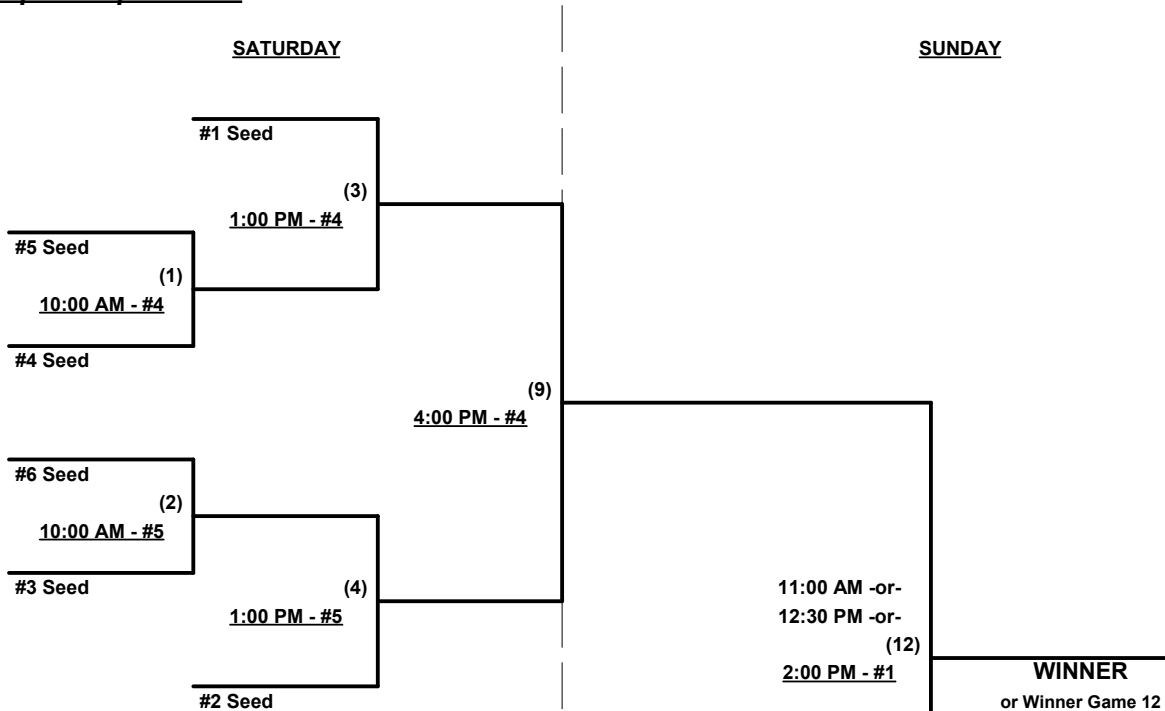 SATURDAY
SUNDAY
#1 Seed
(3)
1:00 PM - #4
#5 Seed
(1)
10:00 AM - #4
#4 Seed
(9)
4:00 PM - #4
#6 Seed
(2)
10:00 AM - #5
#3 Seed
(4)
1:00 PM - #5
#2 Seed
11:00 AM -or-
12:30 PM -or-
(12)
2:00 PM - #1
WINNER
or Winner Game 12